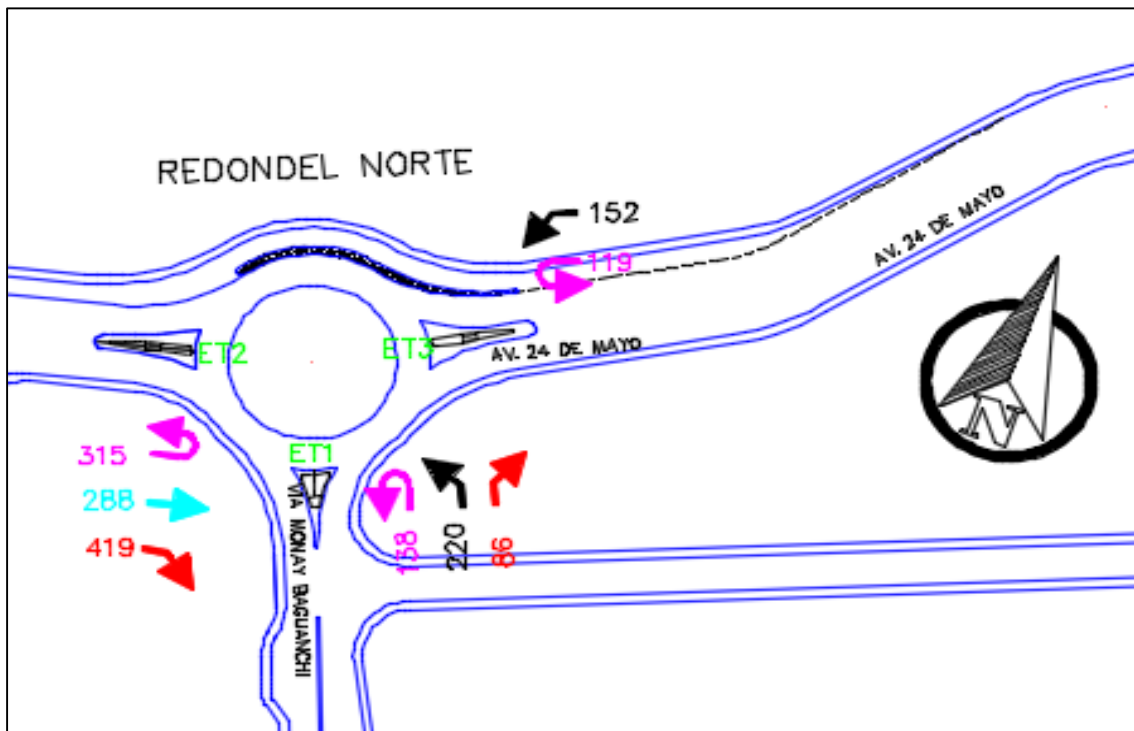 REDONDEL NORTE
152
119
AV. 24 DE MAYO
ET2
ET3
AV. 24 DE MAYO
N
315
ET1
288
419
VIA MONAY BAGUANCHI
138
220
86